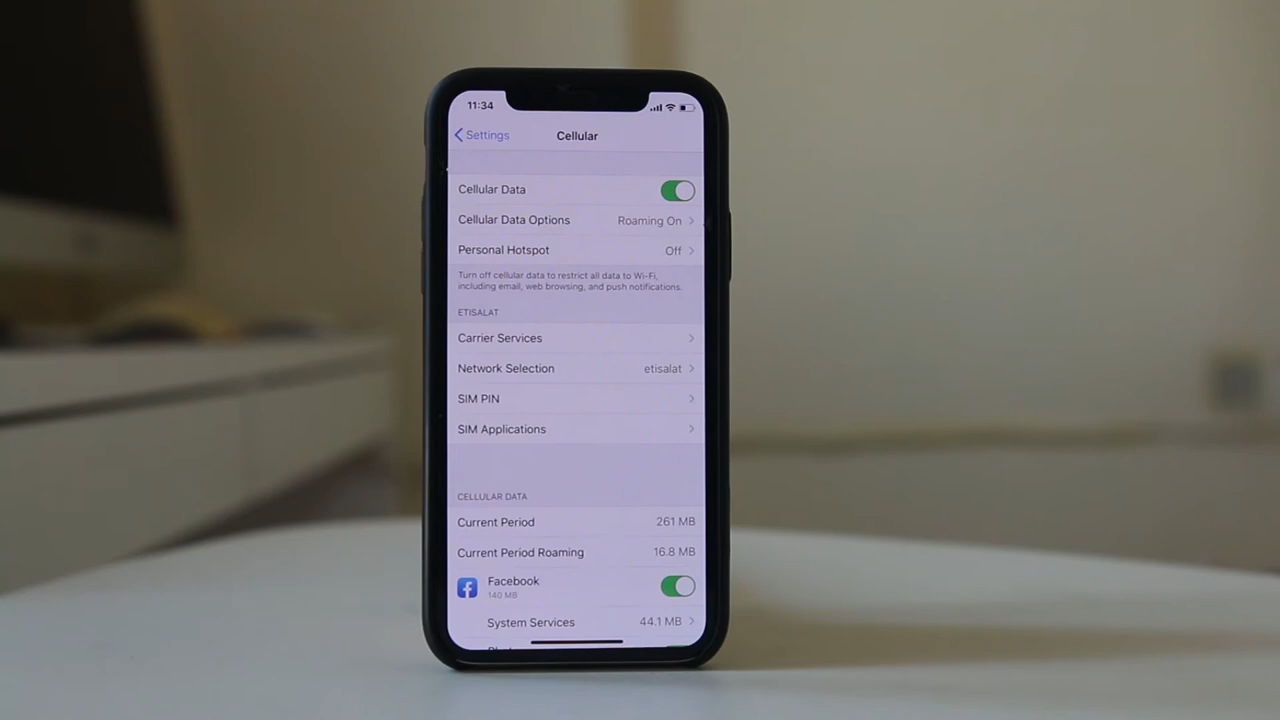 11:34
Settings
Cellular
Cellular Data
Cellular Data Options Roaming On
Personal Hotspot Off
Turn off cellular data to restrict all data to Wi-Fi,
including email, web browsing, and push notifications.
ETISALAT
Carrier Services
Network Selection etisalat
SIM PIN
SIM Applications
CELLULAR DATA
Current Period 261 MB
Current Period Roaming 16.8 MB
Facebook
140 MB
System Services 44.1 MB